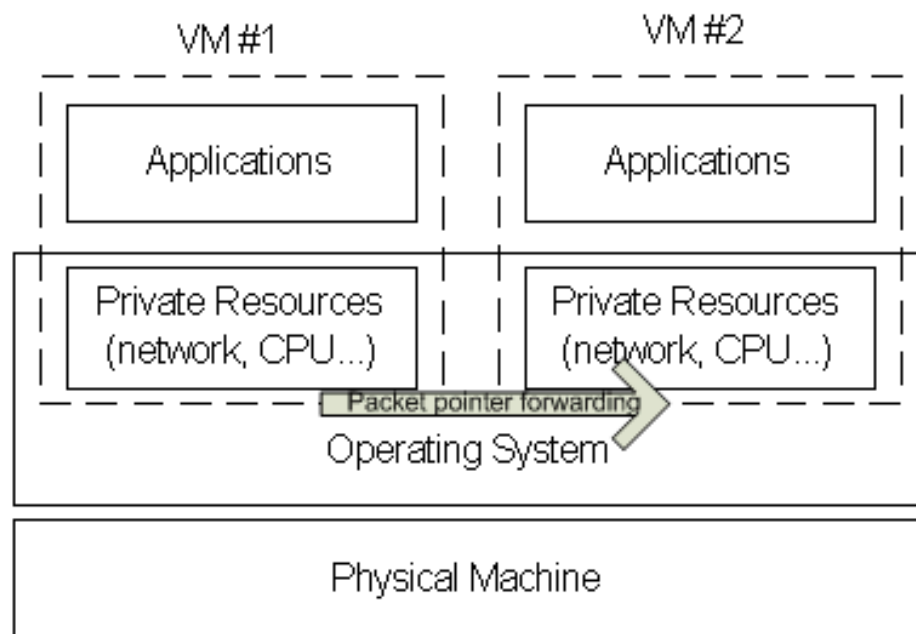 VM #1
VM #2
Applications
Applications
Private Resources
(network, CPU...)
Private Resources
(network, CPU...)
Packet pointer forwarding
Operating System
Physical Machine